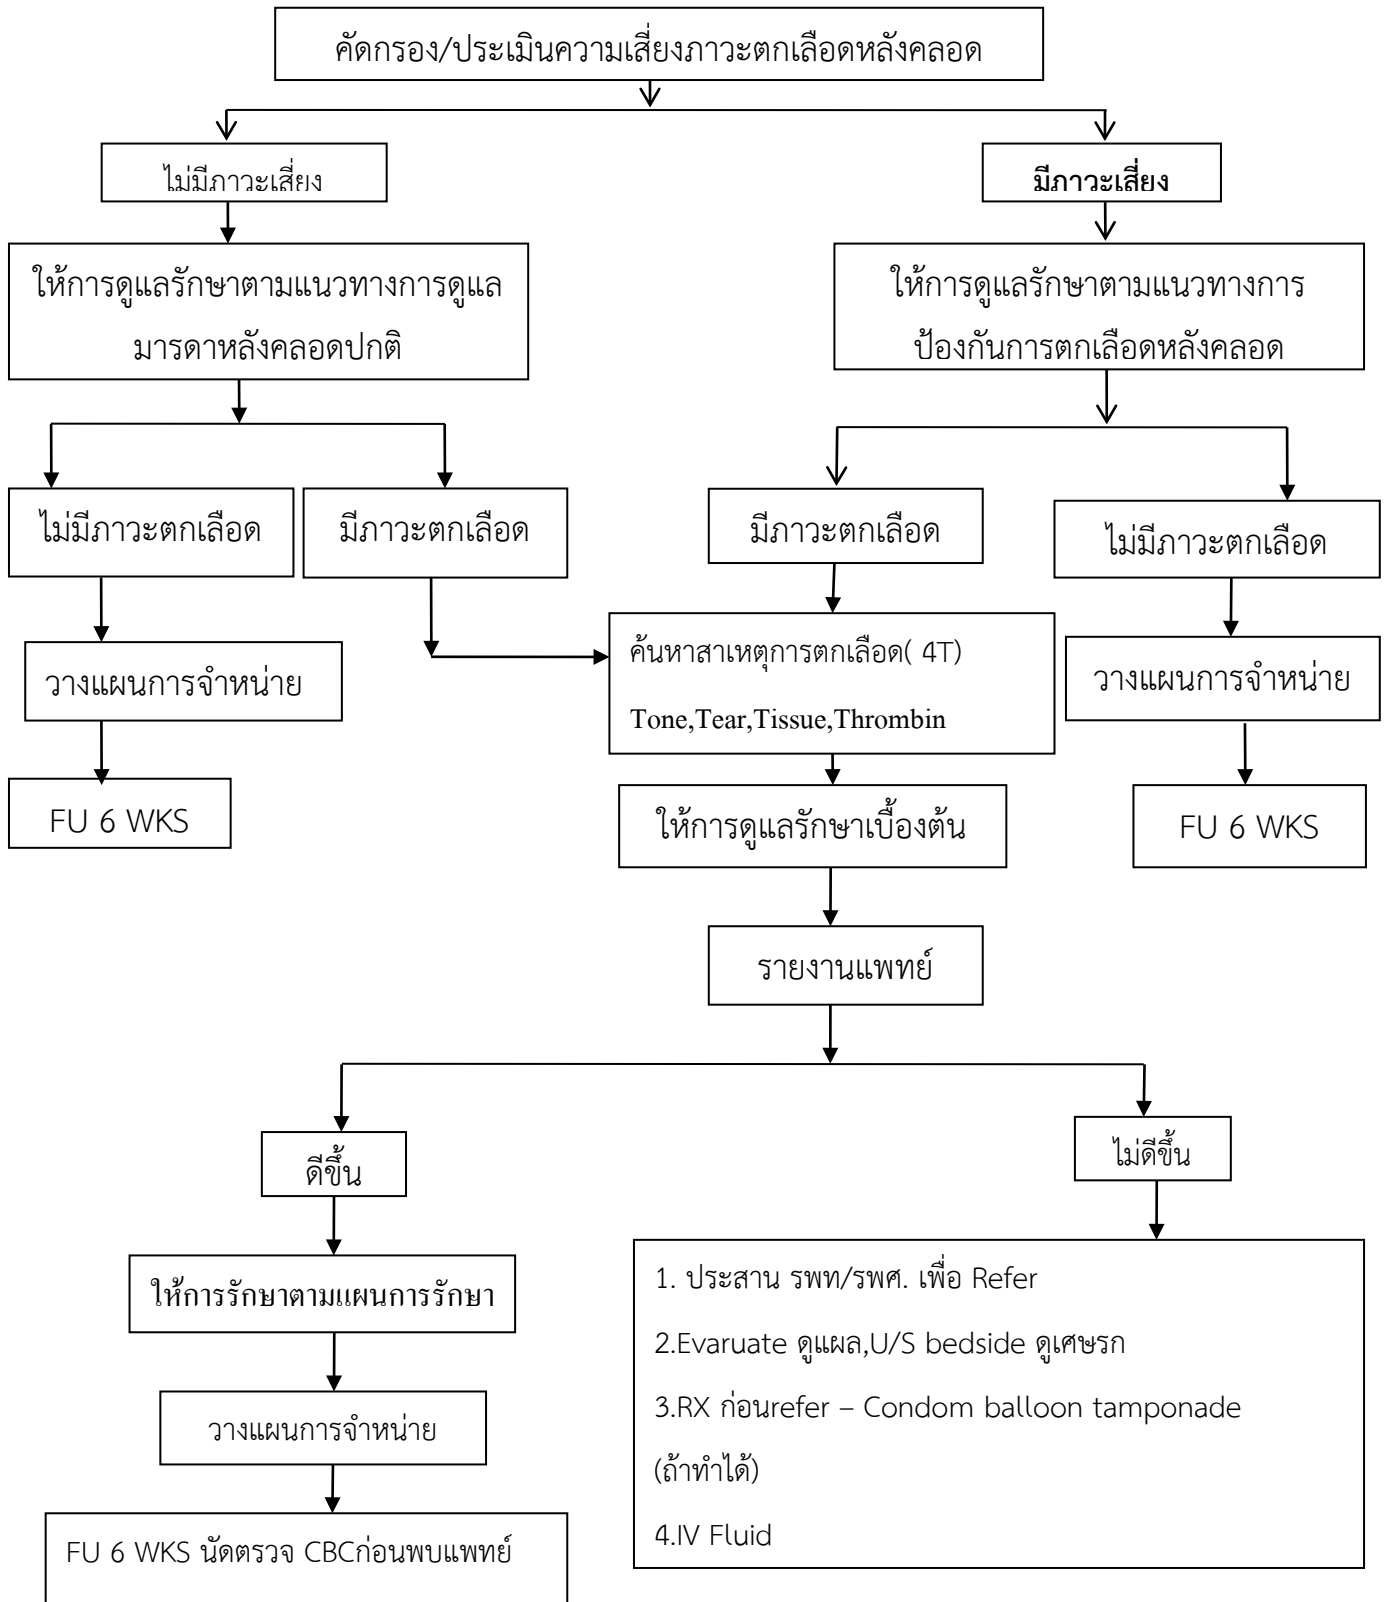 คัดกรอง/ประเมินความเสี่ยงภาวะตกเลือดหลังคลอด
ไม่มีภาวะเสี่ยง
มีภาวะเสี่ยง
ให้การดูแลรักษาตามแนวทางการดูแล
มารดาหลังคลอดปกติ
ให้การดูแลรักษาตามแนวทางการ
ป้องกันการตกเลือดหลังคลอด
ไม่มีภาวะตกเลือด
มีภาวะตกเลือด
มีภาวะตกเลือด
ไม่มีภาวะตกเลือด
วางแผนการจำหน่าย
ค้นหาสาเหตุการตกเลือด( 4T)
Tone,Tear,Tissue,Thrombin
วางแผนการจำหน่าย
FU 6 WKS
ให้การดูแลรักษาเบื้องต้น
FU 6 WKS
รายงานแพทย์
ดีขึ้น
ไม่ดีขึ้น
ให้การรักษาตามแผนการรักษา
วางแผนการจำหน่าย
FU 6 WKS นัดตรวจ CBCก่อนพบแพทย์
1. ประสาน รพท/รพศ. เพื่อ Refer
2.Evaruate ดูแผล,U/S bedside ดูเศษรก
3.RX ก่อนrefer – Condom balloon tamponade
(ถ้าทำได้)
4.IV Fluid